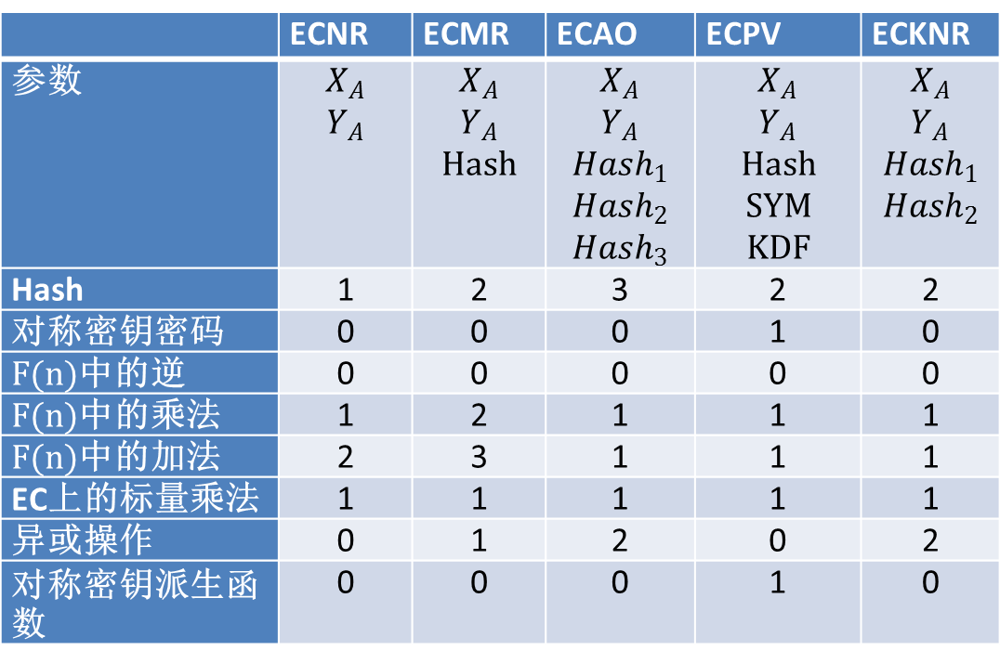 ECNR ECMR ECAO ECPV ECKNR
参数 X_A X_A X_A X_A X_A
Y_A Y_A Y_A Y_A Y_A
Hash Hash_1 Hash Hash_1
Hash_2 SYM Hash_2
Hash_3 KDF
Hash 1 2 3 2 2
对称密钥密码 0 0 0 1 0
F(n)中的逆 0 0 0 0 0
F(n)中的乘法 1 2 1 1 1
F(n)中的加法 2 3 1 1 1
EC上的标量乘法 1 1 1 1 1
异或操作 0 1 2 0 2
对称密钥派生函 0 0 0 1 0
数